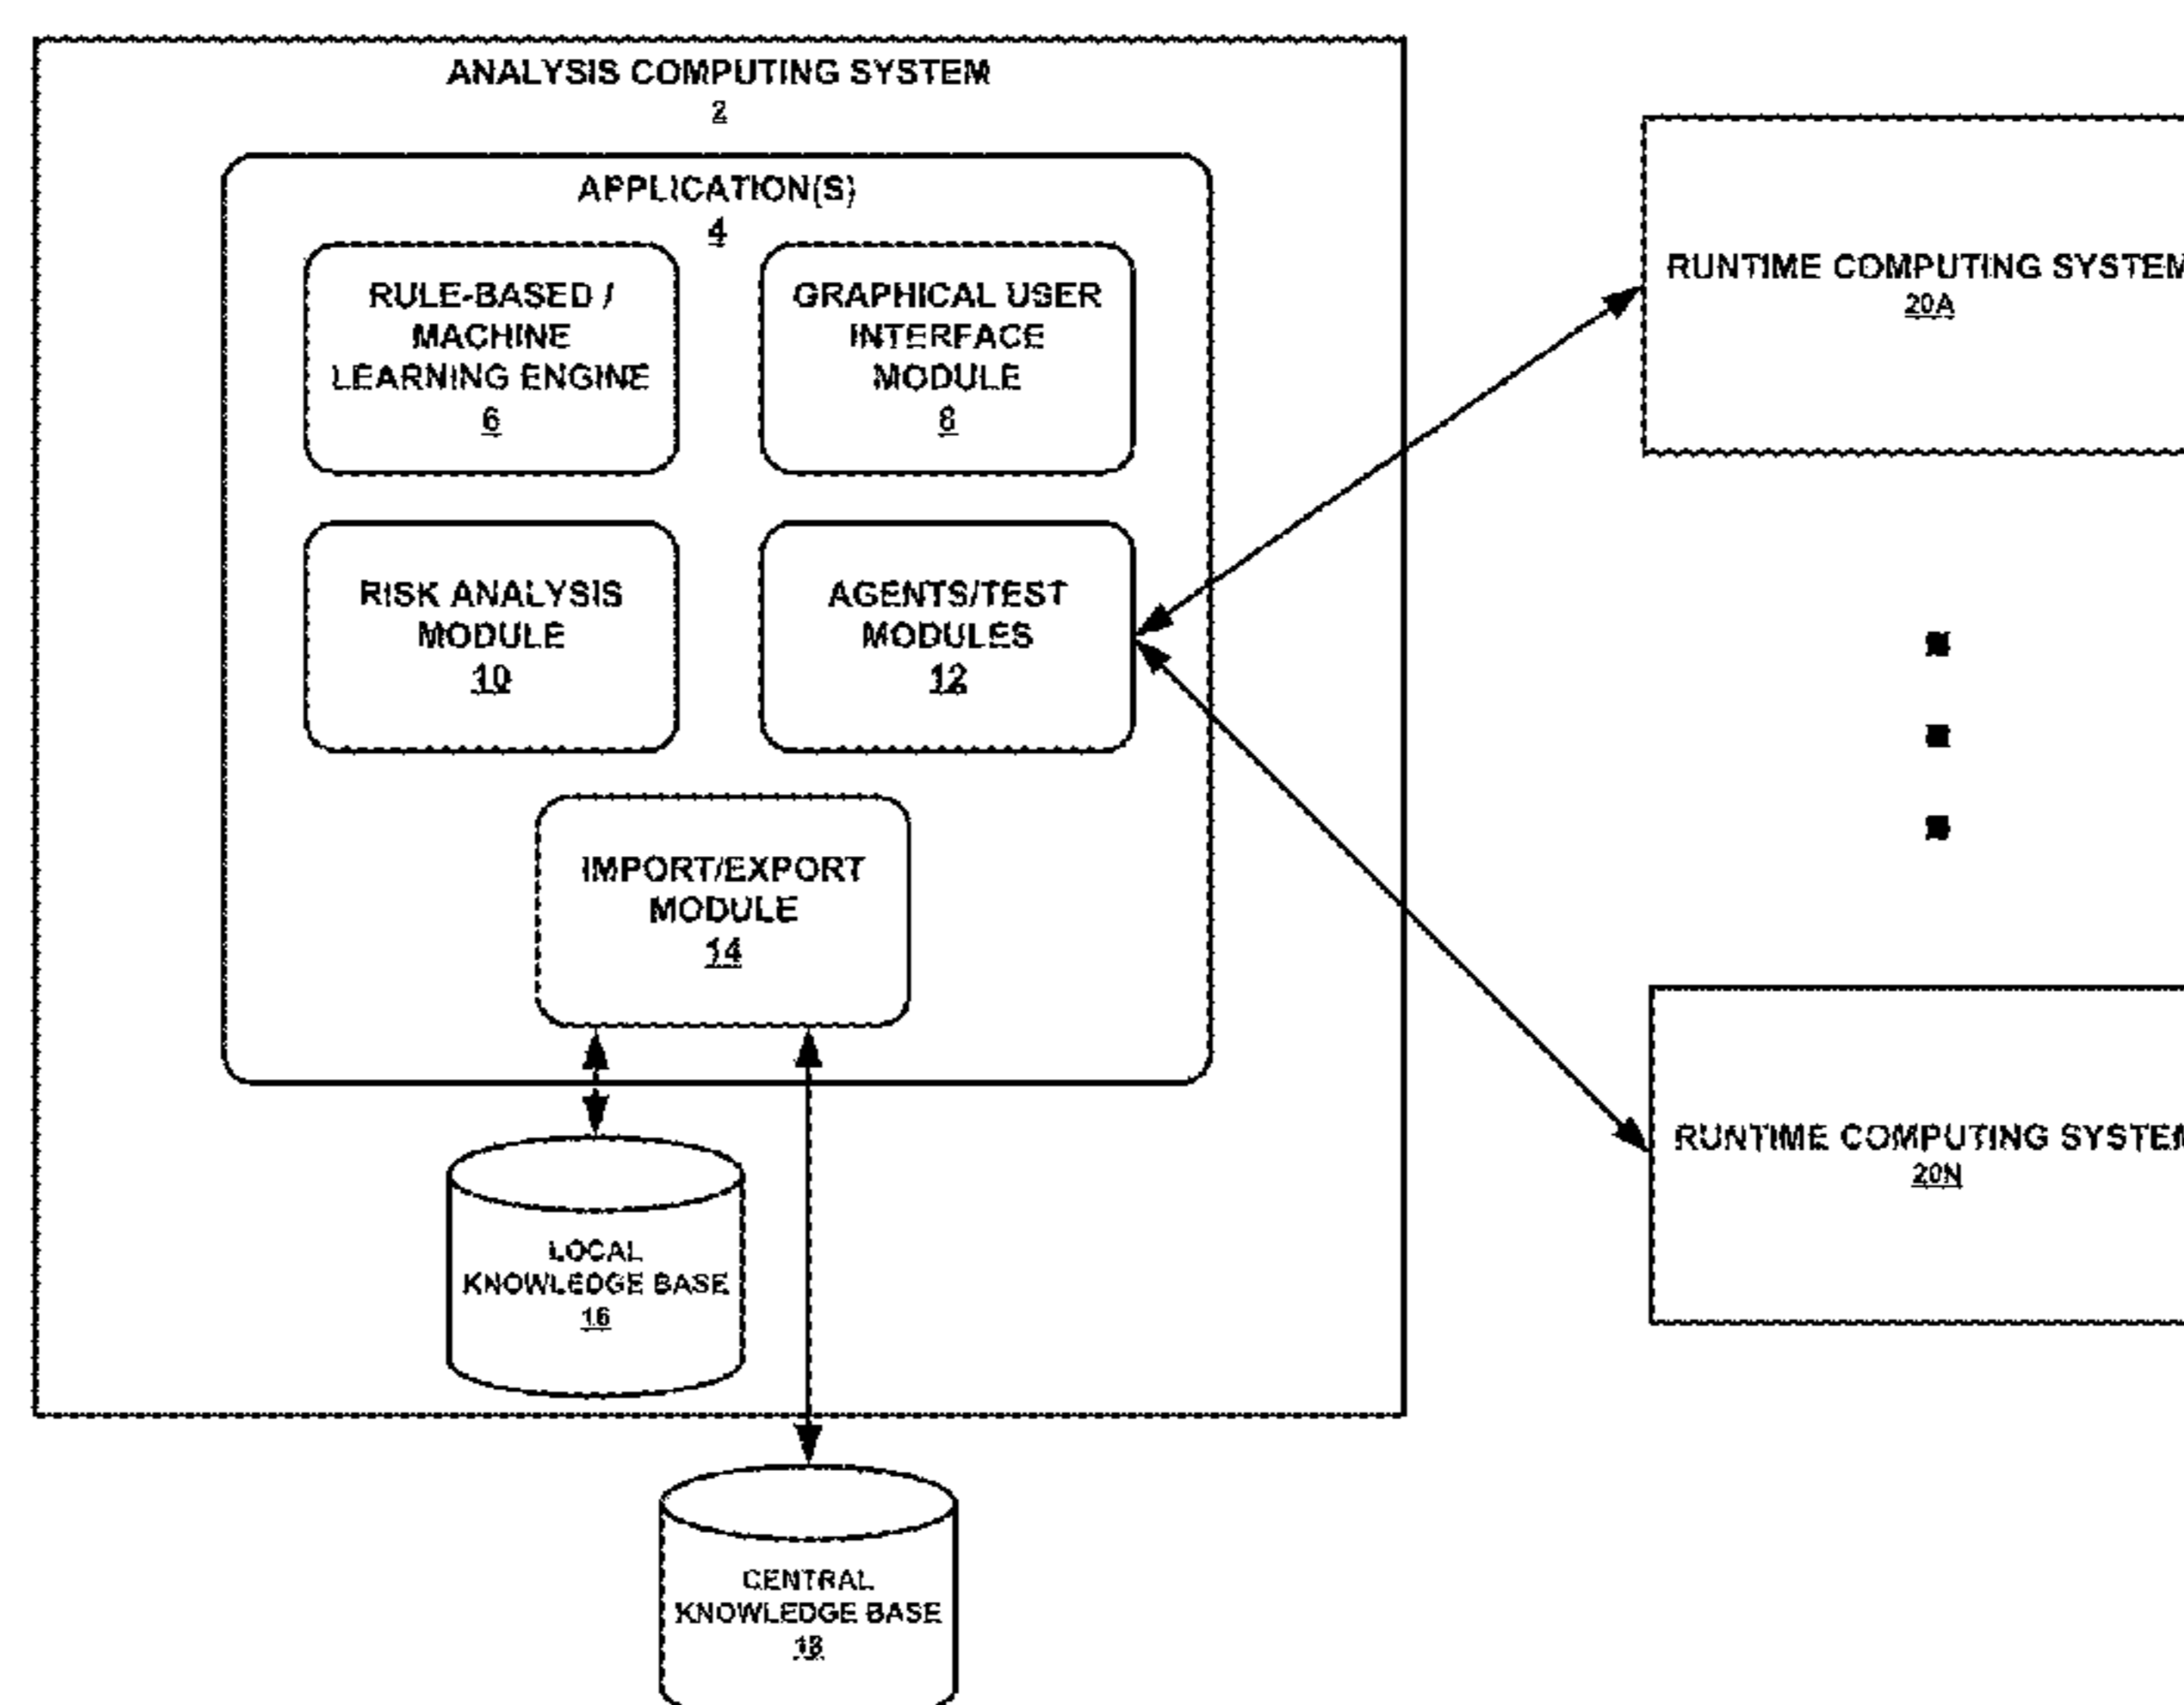 ANALYSIS COMPUTING SYSTEM
2
APPLICATION(S)
4
RULE-BASED /
MACHINE
LEARNING ENGINE
6
GRAPHICAL USER
INTERFACE
MODULE
8
RISK ANALYSIS
MODULE
10
AGENTS/TEST
MODULES
12
IMPORT/EXPORT
MODULE
14
LOCAL
KNOWLEDGE BASE
16
CENTRAL
KNOWLEDGE BASE
18
RUNTIME COMPUTING SYSTEM
20A
RUNTIME COMPUTING SYSTEM
20N